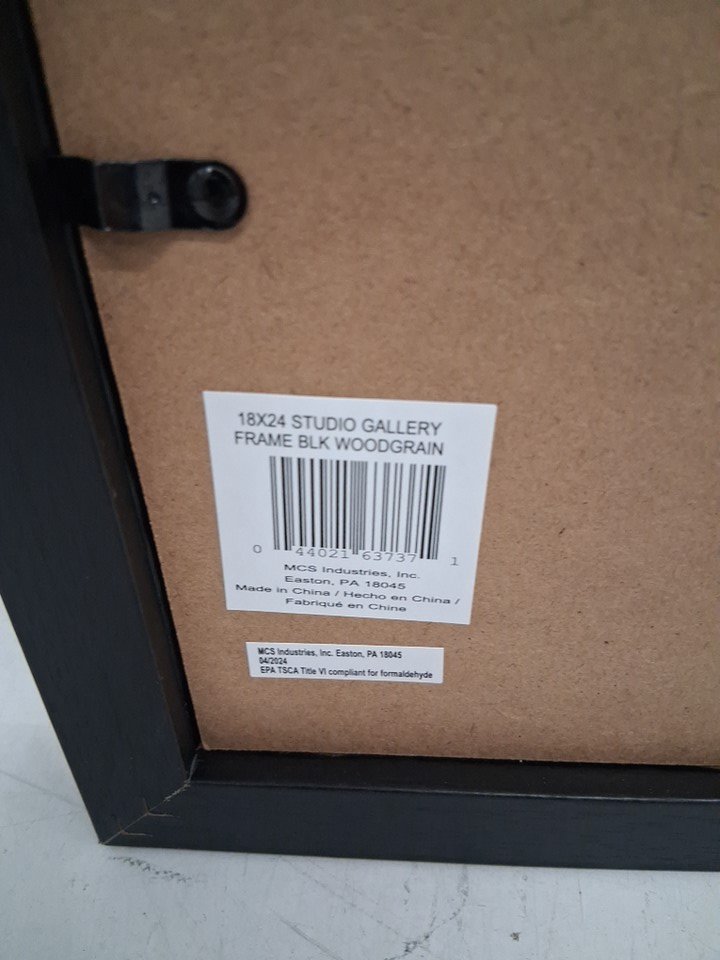 18X24 STUDIO GALLERY
FRAME BLK WOODGRAIN
0 44021 63737 1
MCS Industries, Inc.
Easton, PA 18045
Made in China / Hecho en China /
Fabriqué en Chine
MCS Industries, Inc. Easton, PA 18045
04/2024
EPA TSCA Title VI compliant for formaldehyde